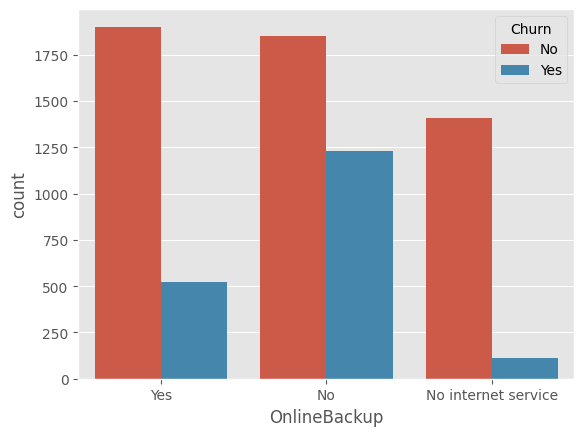 Churn
No
Yes
1750
1500
1250
1000
750
500
250
0
count
Yes
No
No internet service
OnlineBackup